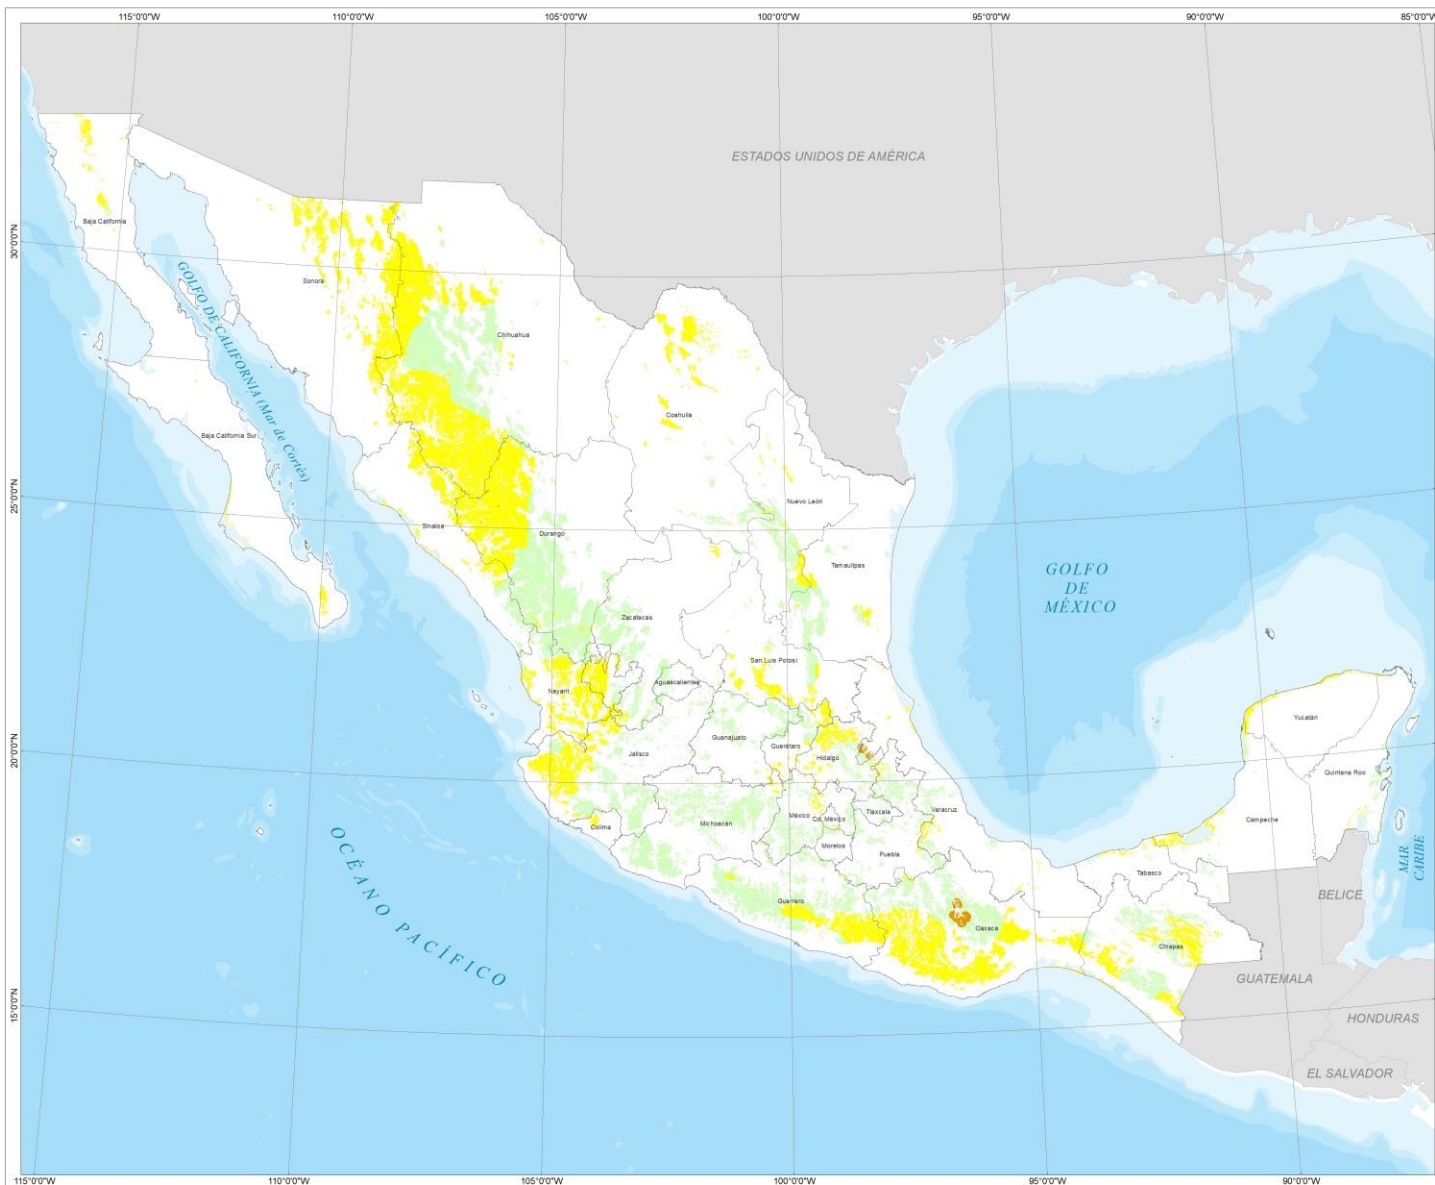 115°0'0"W 110°0'0"W 105°0'0"W 100°0'0"W 95°0'0"W 90°0'0"W 85°0'0"W
ESTADOS UNIDOS DE AMÉRICA
Baja California
30°0'0"N
Sonora
GOLFO DE CALIFORNIA (Mar de Cortés)
Chihuahua
Coahuila
Baja California Sur
25°0'0"N
Nuevo León
Sinaloa
Durango
Tamaulipas
GOLFO
DE
MÉXICO
Zacatecas
San Luis Potosí
Aguascalientes
Nayarit
Yucatán
20°0'0"N
Guanajuato
Querétaro
Jalisco
Hidalgo
Quintana Roo
Veracruz
Tlaxcala
México
Cd. México
Michoacán
Colima
Campeche
Morelos
Puebla
MAR
CARIBE
Tabasco
BELICE
Guerrero
Oaxaca
Chiapas
OCÉANO PACÍFICO
GUATEMALA
15°0'0"N
HONDURAS
EL SALVADOR
115°0'0"W 110°0'0"W 105°0'0"W 100°0'0"W 95°0'0"W 90°0'0"W